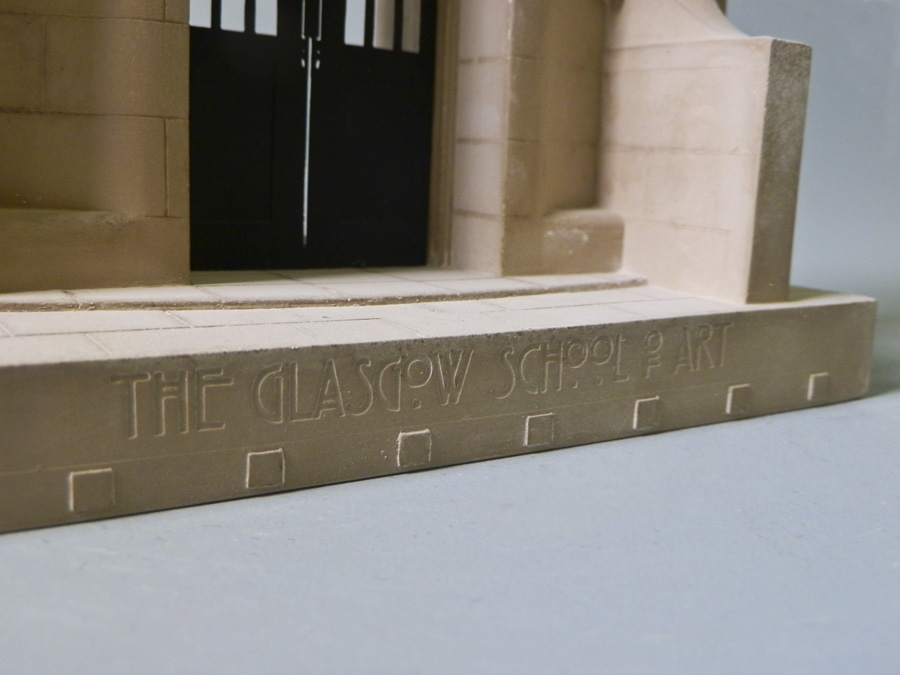 THE GLASGOW SCHOOL OF ART